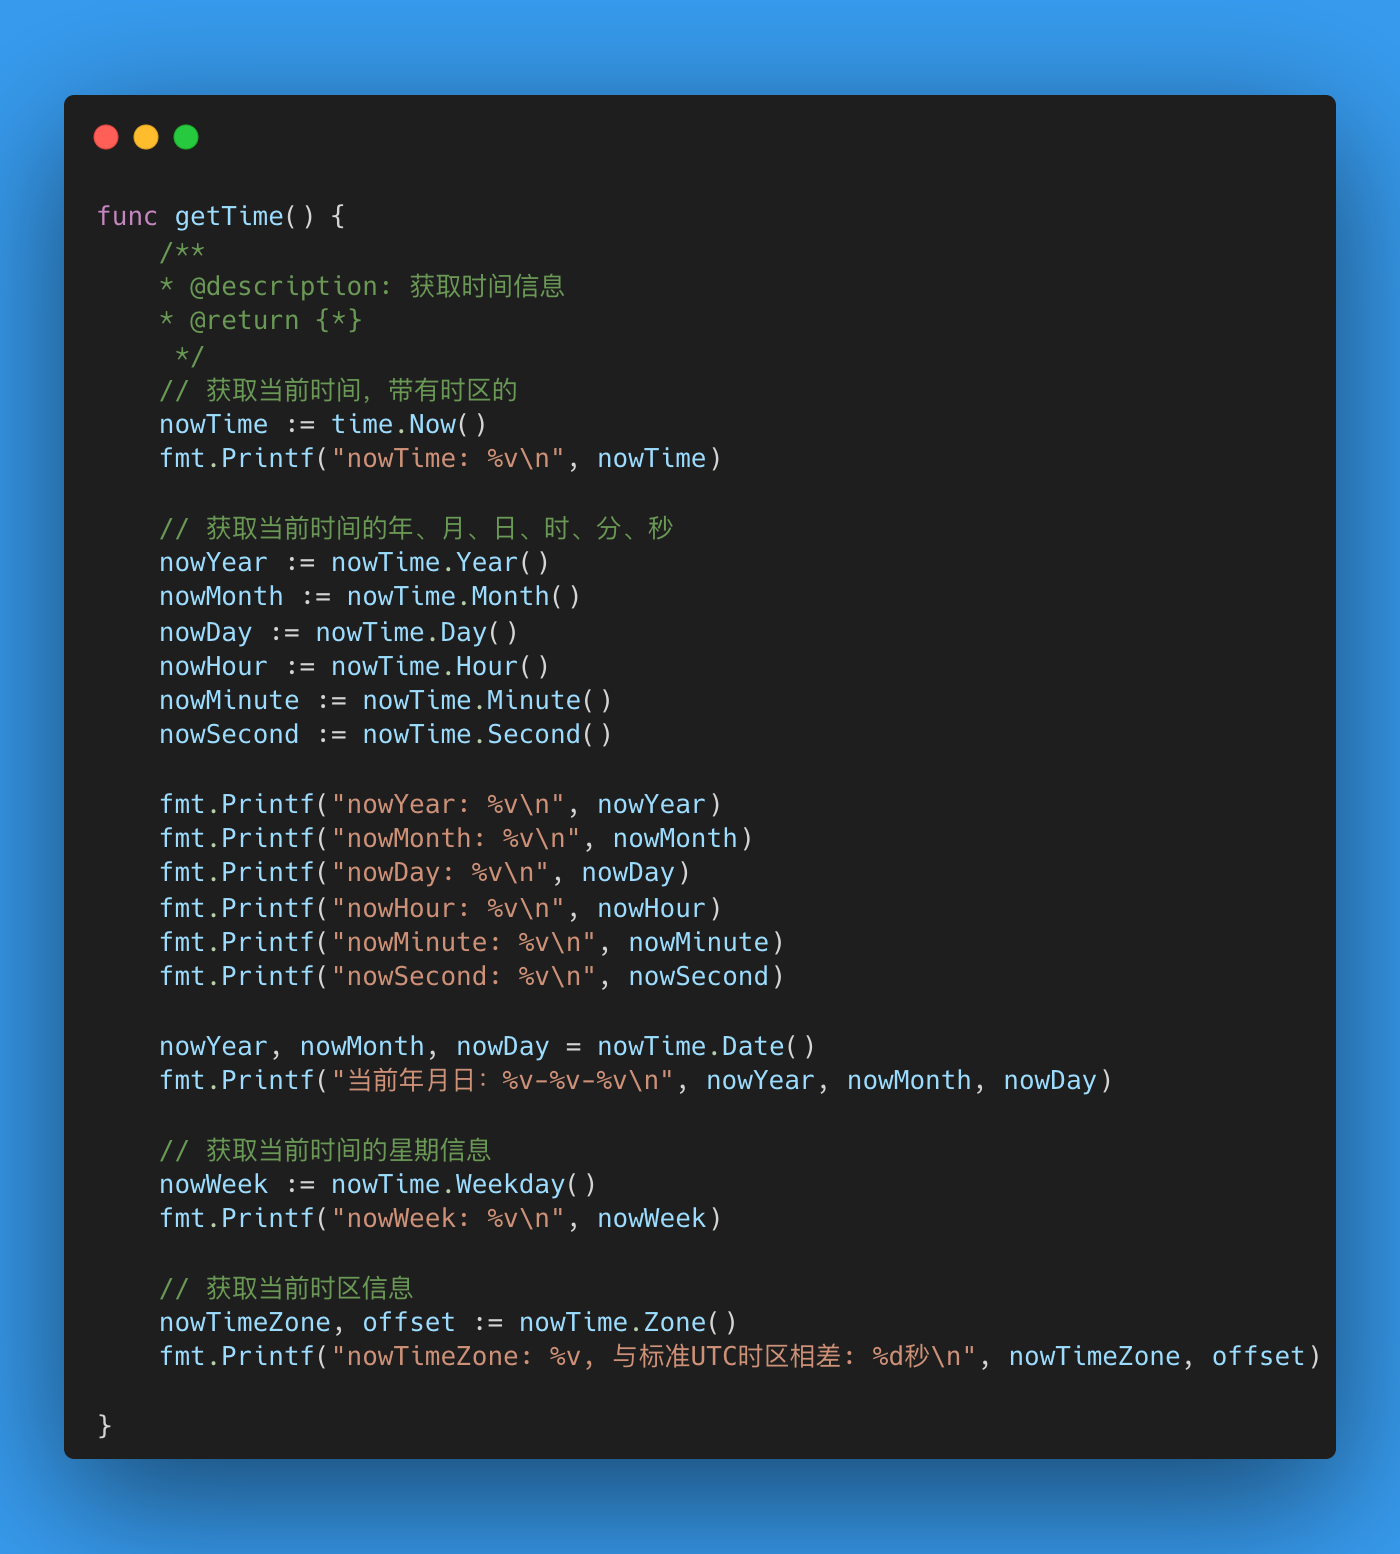 func getTime() {
    /**
    * @description: 获取时间信息
    * @return {*}
     */
    // 获取当前时间，带有时区的
    nowTime := time.Now()
    fmt.Printf("nowTime: %v\n", nowTime)

    // 获取当前时间的年、月、日、时、分、秒
    nowYear := nowTime.Year()
    nowMonth := nowTime.Month()
    nowDay := nowTime.Day()
    nowHour := nowTime.Hour()
    nowMinute := nowTime.Minute()
    nowSecond := nowTime.Second()

    fmt.Printf("nowYear: %v\n", nowYear)
    fmt.Printf("nowMonth: %v\n", nowMonth)
    fmt.Printf("nowDay: %v\n", nowDay)
    fmt.Printf("nowHour: %v\n", nowHour)
    fmt.Printf("nowMinute: %v\n", nowMinute)
    fmt.Printf("nowSecond: %v\n", nowSecond)

    nowYear, nowMonth, nowDay = nowTime.Date()
    fmt.Printf("当前年月日：%v-%v-%v\n", nowYear, nowMonth, nowDay)

    // 获取当前时间的星期信息
    nowWeek := nowTime.Weekday()
    fmt.Printf("nowWeek: %v\n", nowWeek)

    // 获取当前时区信息
    nowTimeZone, offset := nowTime.Zone()
    fmt.Printf("nowTimeZone: %v, 与标准UTC时区相差: %d秒\n", nowTimeZone, offset)

}